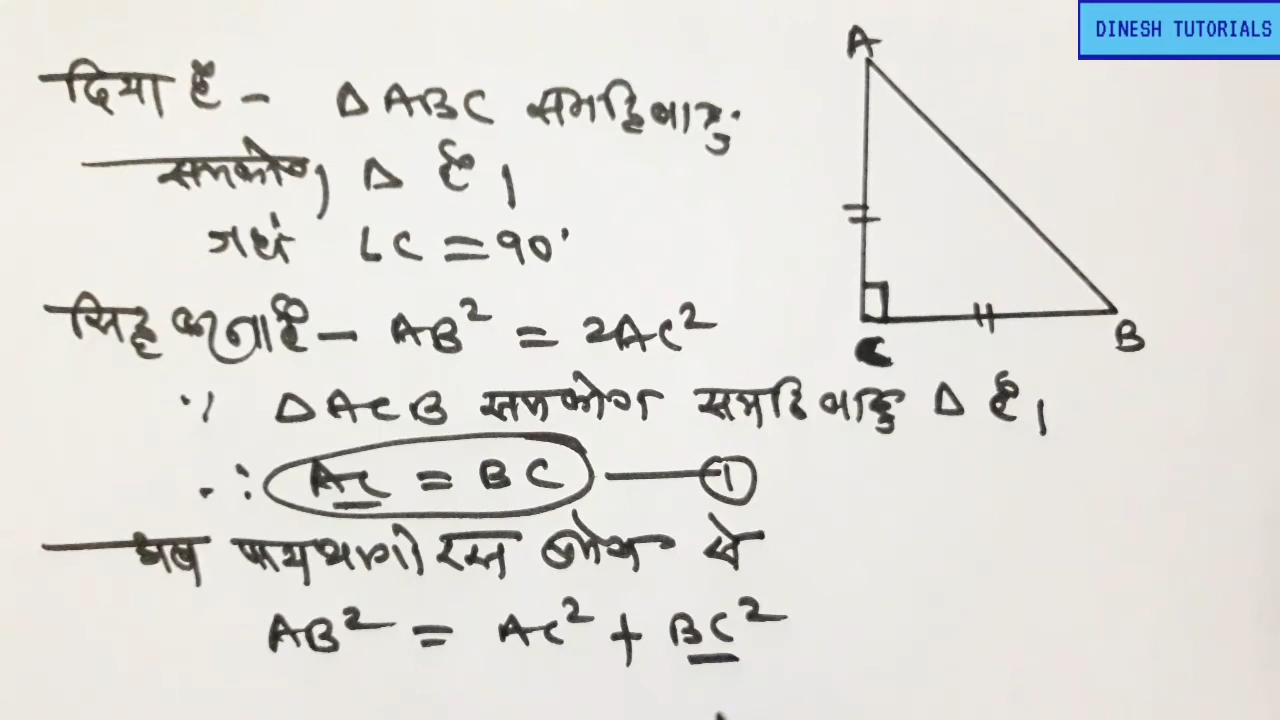 DINESH TUTORIALS
दिया है - △ABC समद्विबाहु
समकोण △ है।
जहां ∠C = 90°
सिद्ध करना है - AB² = 2AC²
∵ △ACB समकोण समद्विबाहु △ है।
∴ AC = BC —— ①
अब पायथागोरस प्रमेय से
AB² = AC² + BC²
A
C
B